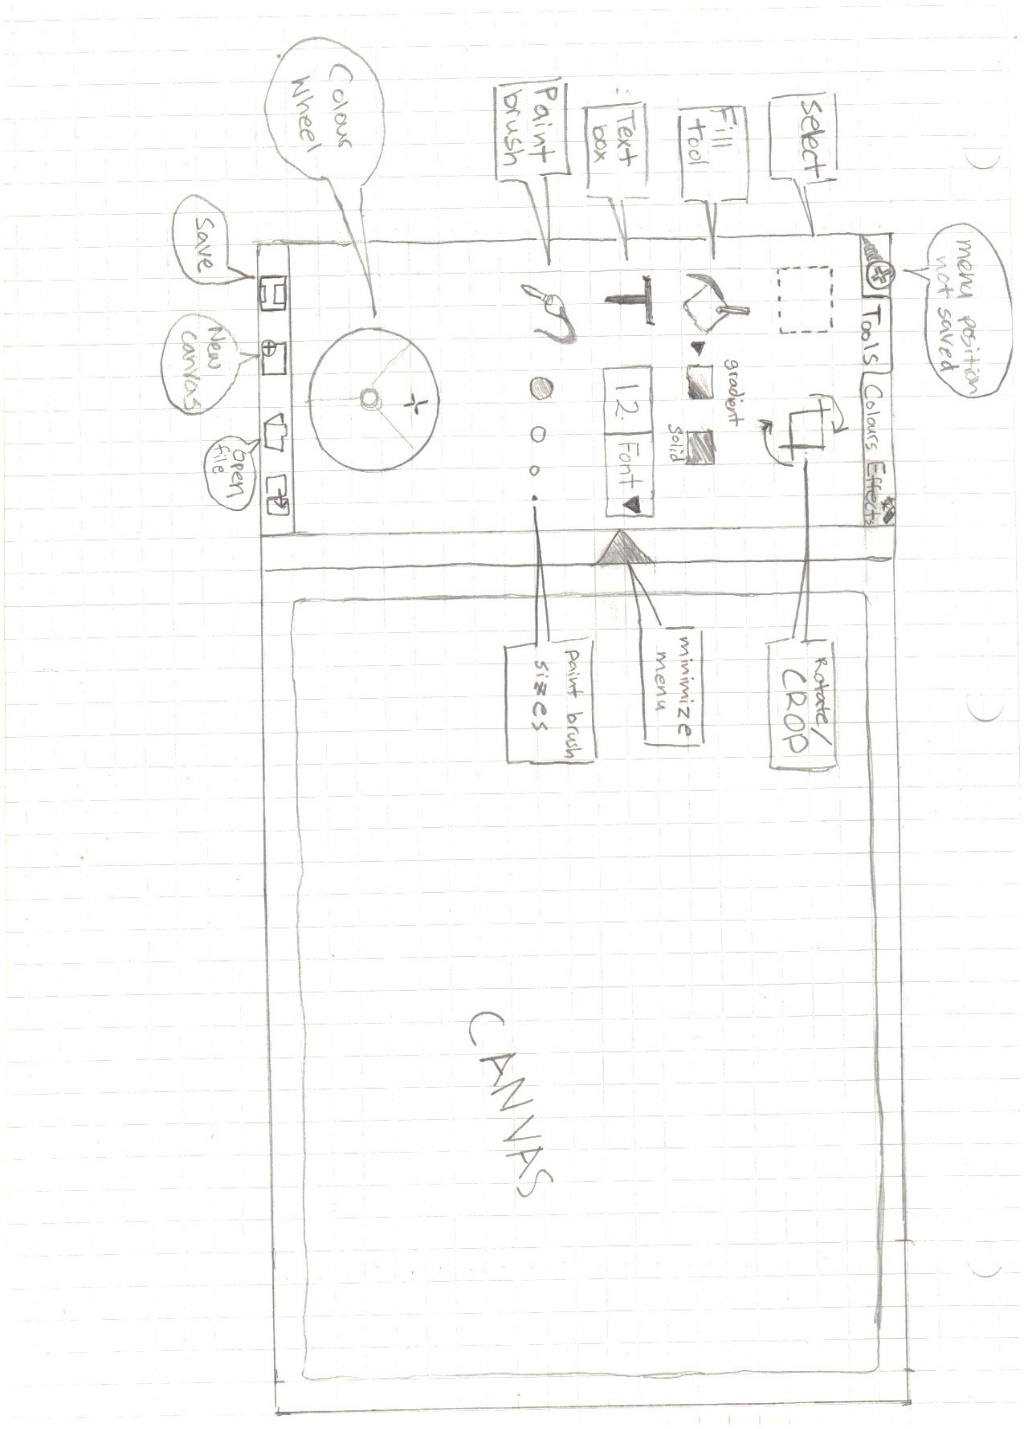 menu position
not saved
Tools
Colours
Effects
select
Rotate/
CROP
Fill
tool
gradient
Solid
minimize
menu
Text
box
12
Font
Paint
brush
paint brush
sizes
Colour
Wheel
Save
New
canvas
open
file
CANVAS